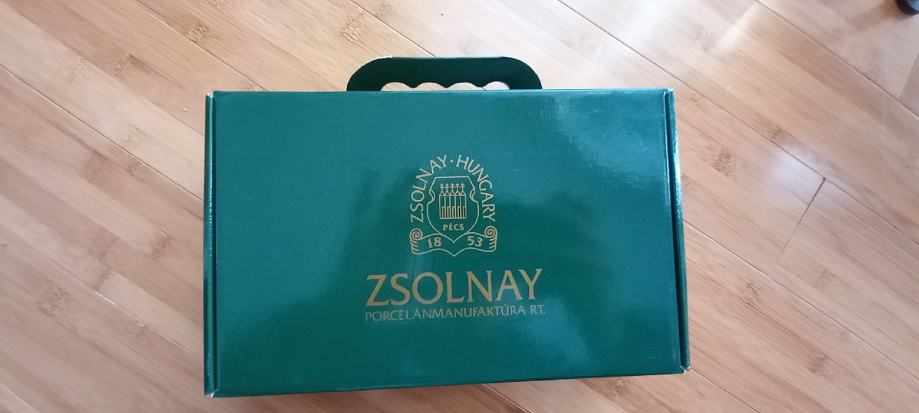 ZSOLNAY·HUNGARY
PÉCS
18 53
ZSOLNAY
PORCELÁNMANUFAKTÚRA RT.